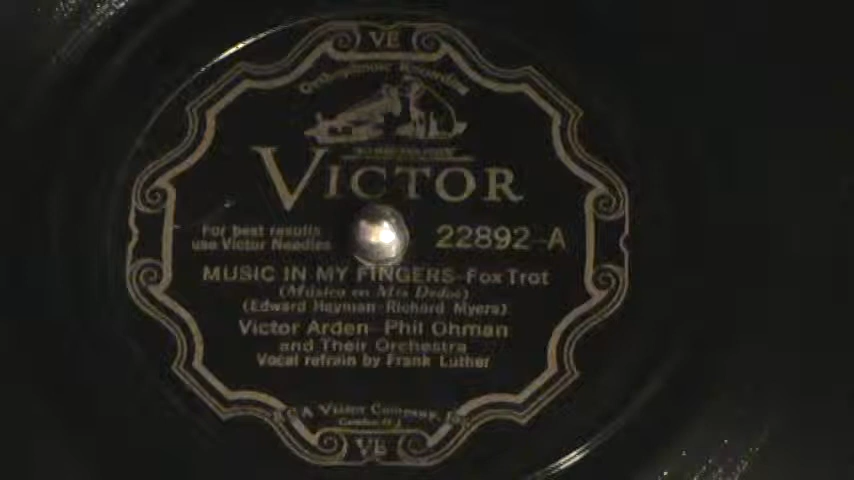 VE
Orthophonic Recording
VICTOR
For best results
use Victor Needles
22892-A
MUSIC IN MY FINGERS-Fox Trot
(Música en Mis Dedos)
(Edward Heyman-Richard Myers)
Victor Arden-Phil Ohman
and Their Orchestra
Vocal refrain by Frank Luther
RCA Victor Company, Inc.
Camden, N.J.
VE